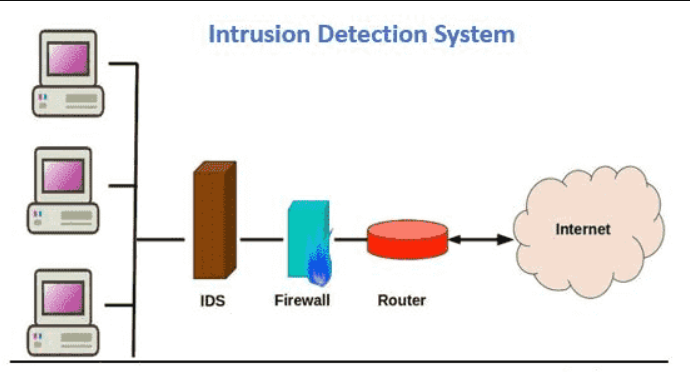 Intrusion Detection System
Internet
IDS
Firewall
Router